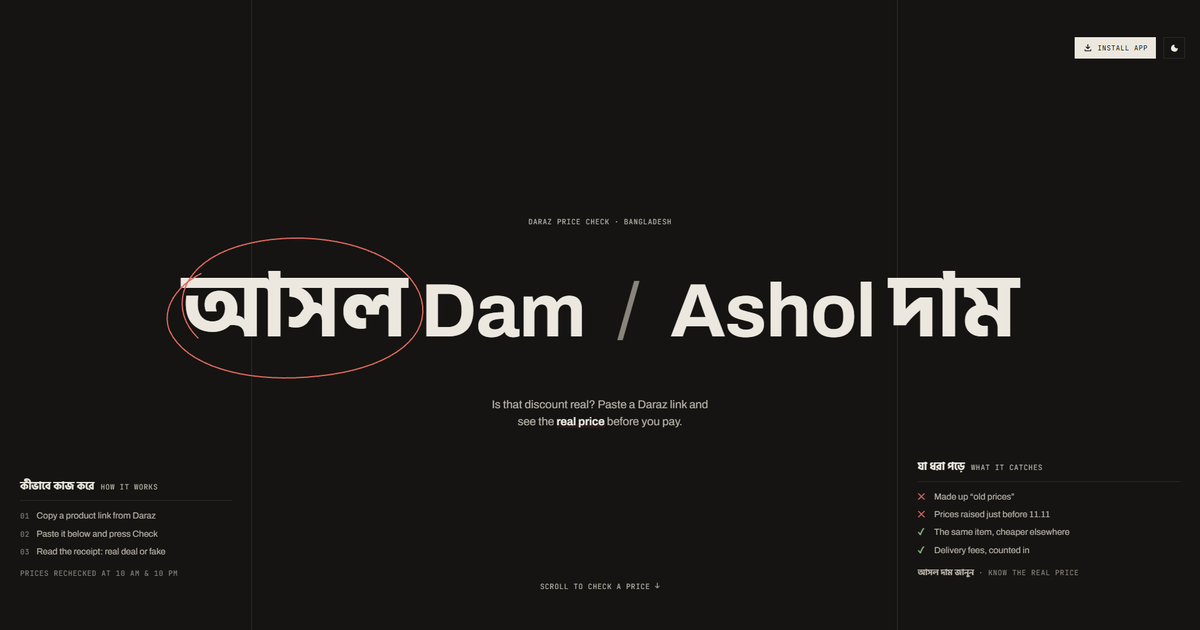 INSTALL APP
DARAZ PRICE CHECK · BANGLADESH
আসল Dam / Ashol দাম
Is that discount real? Paste a Daraz link and
see the real price before you pay.
কীভাবে কাজ করে HOW IT WORKS
01 Copy a product link from Daraz
02 Paste it below and press Check
03 Read the receipt: real deal or fake
PRICES RECHECKED AT 10 AM & 10 PM
যা ধরা পড়ে WHAT IT CATCHES
✕ Made up “old prices”
✕ Prices raised just before 11.11
✓ The same item, cheaper elsewhere
✓ Delivery fees, counted in
আসল দাম জানুন · KNOW THE REAL PRICE
SCROLL TO CHECK A PRICE ↓